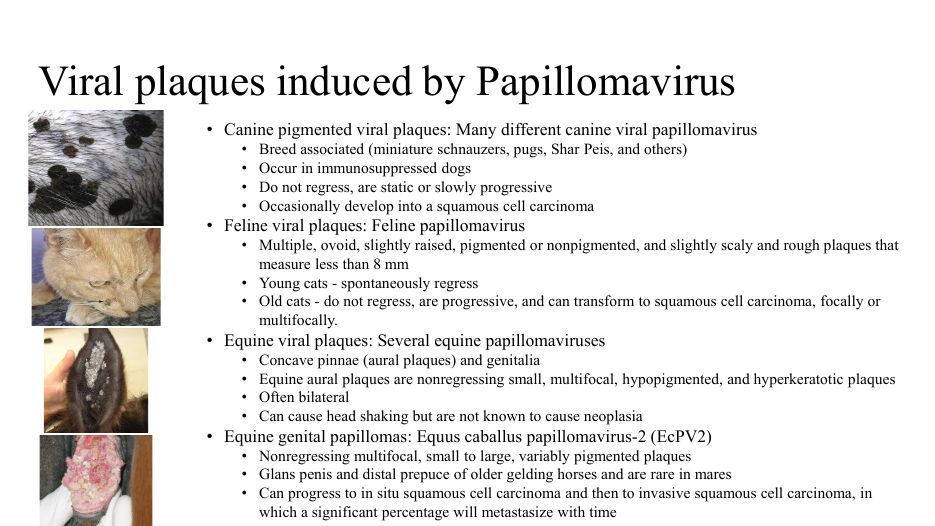 Viral plaques induced by Papillomavirus
• Canine pigmented viral plaques: Many different canine viral papillomavirus
• Breed associated (miniature schnauzers, pugs, Shar Peis, and others)
• Occur in immunosuppressed dogs
• Do not regress, are static or slowly progressive
• Occasionally develop into a squamous cell carcinoma
• Feline viral plaques: Feline papillomavirus
• Multiple, ovoid, slightly raised, pigmented or nonpigmented, and slightly scaly and rough plaques that
measure less than 8 mm
• Young cats - spontaneously regress
• Old cats - do not regress, are progressive, and can transform to squamous cell carcinoma, focally or
multifocally.
• Equine viral plaques: Several equine papillomaviruses
• Concave pinnae (aural plaques) and genitalia
• Equine aural plaques are nonregressing small, multifocal, hypopigmented, and hyperkeratotic plaques
• Often bilateral
• Can cause head shaking but are not known to cause neoplasia
• Equine genital papillomas: Equus caballus papillomavirus-2 (EcPV2)
• Nonregressing multifocal, small to large, variably pigmented plaques
• Glans penis and distal prepuce of older gelding horses and are rare in mares
• Can progress to in situ squamous cell carcinoma and then to invasive squamous cell carcinoma, in
which a significant percentage will metastasize with time